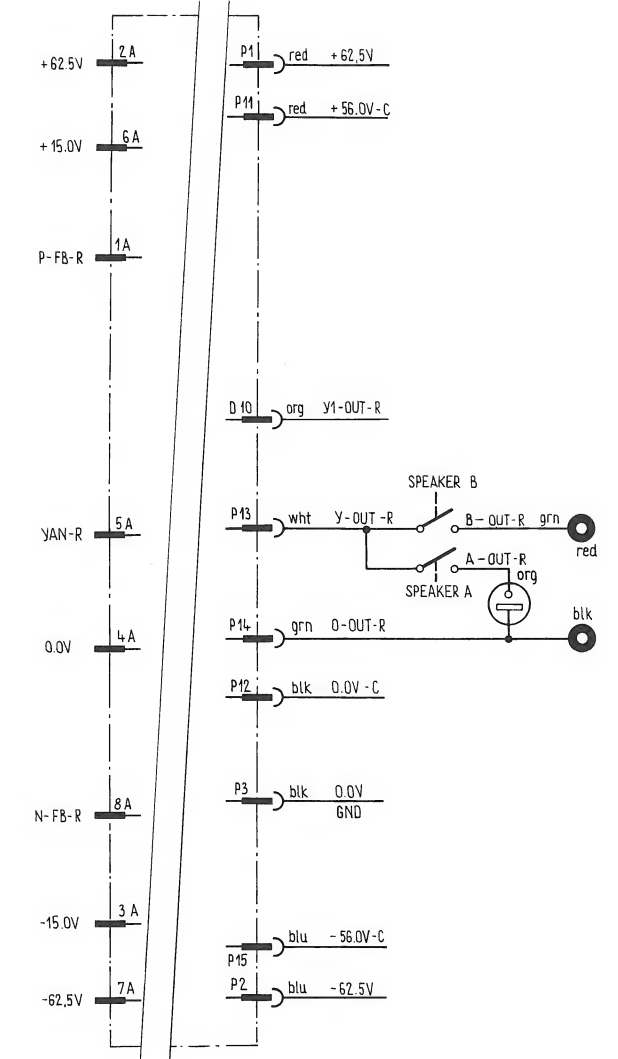 +62.5V 2A
+15.0V 6A
P-FB-R 1A
YAN-R 5A
0.0V 4A
N-FB-R 8A
-15.0V 3A
-62,5V 7A
P1 red +62,5V
P11 red +56.0V-C
D10 org Y1-OUT-R
SPEAKER B
P13 wht Y-OUT-R B-OUT-R grn
red
A-OUT-R
org
SPEAKER A
blk
P14 grn O-OUT-R
P12 blk 0.0V-C
P3 blk 0.0V
GND
P15 blu -56.0V-C
P2 blu -62.5V